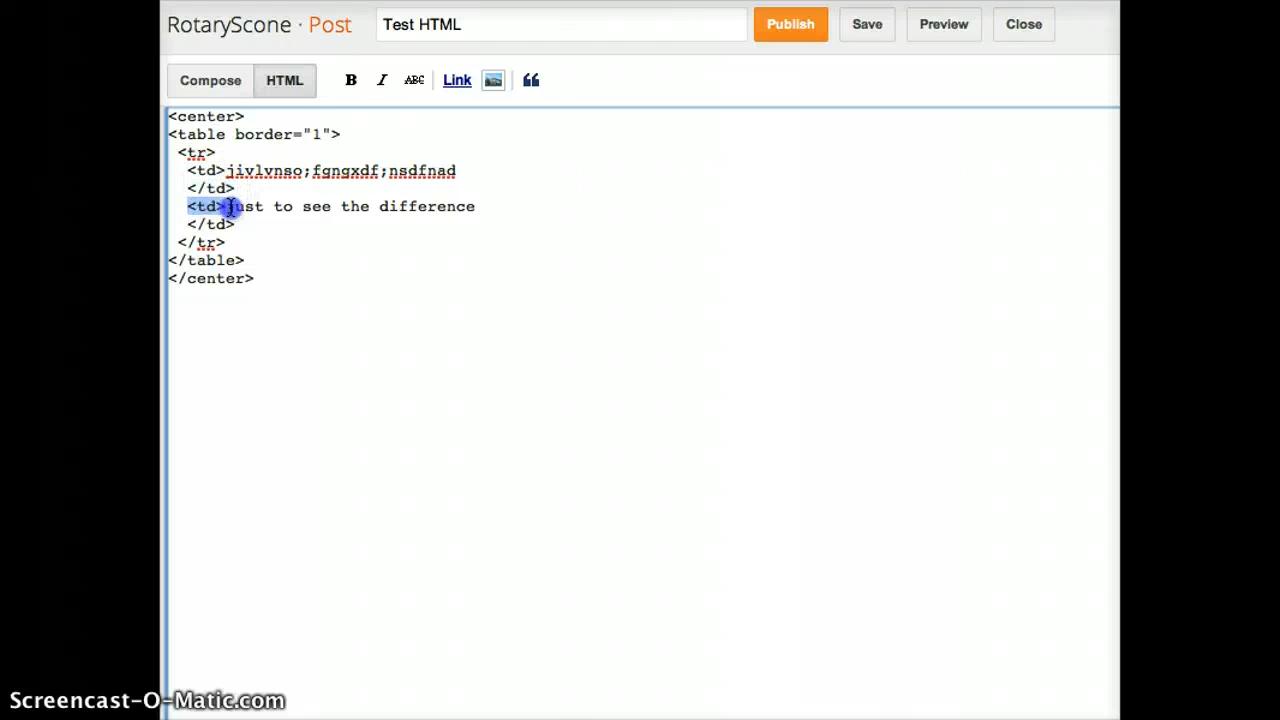 RotaryScone · Post
Test HTML
Publish
Save
Preview
Close
Compose
HTML
B
I
ABC
Link
<center>
<table border="1">
<tr>
<td>jivlvnso;fgngxdf;nsdfnad
</td>
<td>just to see the difference
</td>
</tr>
</table>
</center>
Screencast-O-Matic.com